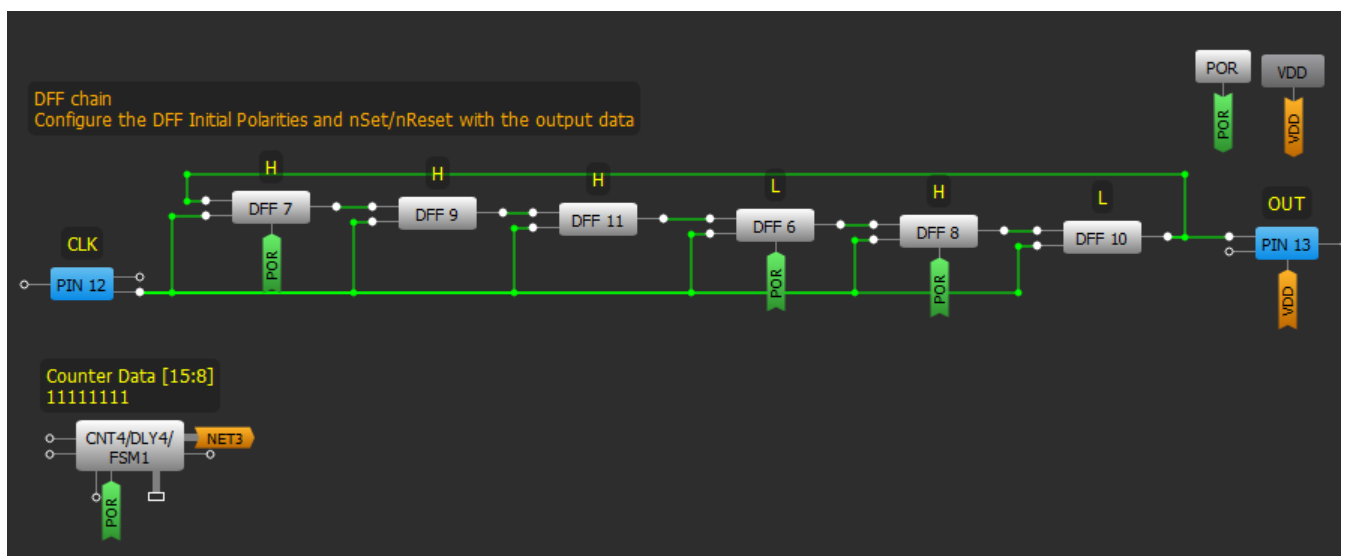 POR
VDD
POR
VDD
DFF chain
Configure the DFF Initial Polarities and nSet/nReset with the output data
H
H
H
L
H
L
DFF 7
DFF 9
DFF 11
DFF 6
DFF 8
DFF 10
OUT
PIN 13
CLK
PIN 12
POR
POR
POR
VDD
Counter Data [15:8]
11111111
CNT4/DLY4/
FSM1
NET3
POR